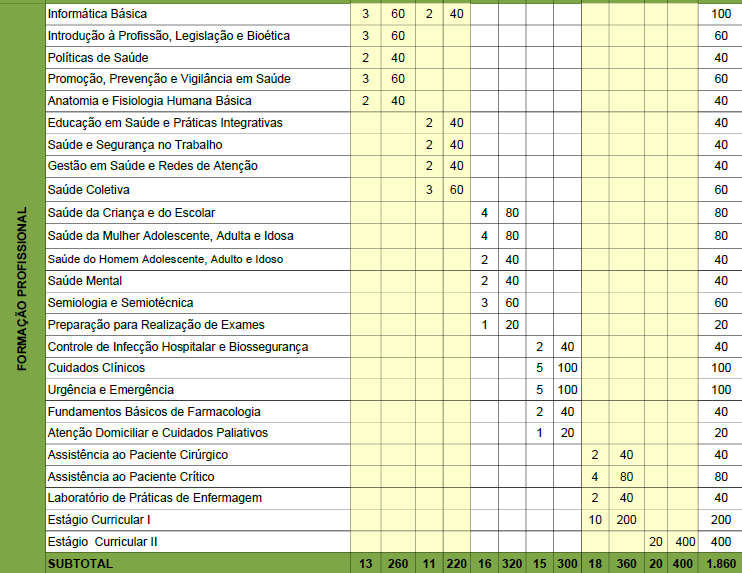 Informática Básica 3 60 2 40 100
Introdução à Profissão, Legislação e Bioética 3 60 60
Políticas de Saúde 2 40 40
Promoção, Prevenção e Vigilância em Saúde 3 60 60
Anatomia e Fisiologia Humana Básica 2 40 40
Educação em Saúde e Práticas Integrativas 2 40 40
Saúde e Segurança no Trabalho 2 40 40
Gestão em Saúde e Redes de Atenção 2 40 40
Saúde Coletiva 3 60 60
Saúde da Criança e do Escolar 4 80 80
Saúde da Mulher Adolescente, Adulta e Idosa 4 80 80
Saúde do Homem Adolescente, Adulto e Idoso 2 40 40
Saúde Mental 2 40 40
Semiologia e Semiotécnica 3 60 60
Preparação para Realização de Exames 1 20 20
Controle de Infecção Hospitalar e Biossegurança 2 40 40
Cuidados Clínicos 5 100 100
Urgência e Emergência 5 100 100
Fundamentos Básicos de Farmacologia 2 40 40
Atenção Domiciliar e Cuidados Paliativos 1 20 20
Assistência ao Paciente Cirúrgico 2 40 40
Assistência ao Paciente Crítico 4 80 80
Laboratório de Práticas de Enfermagem 2 40 40
Estágio Curricular I 10 200 200
Estágio Curricular II 20 400 400
SUBTOTAL 13 260 11 220 16 320 15 300 18 360 20 400 1.860
FORMAÇÃO PROFISSIONAL